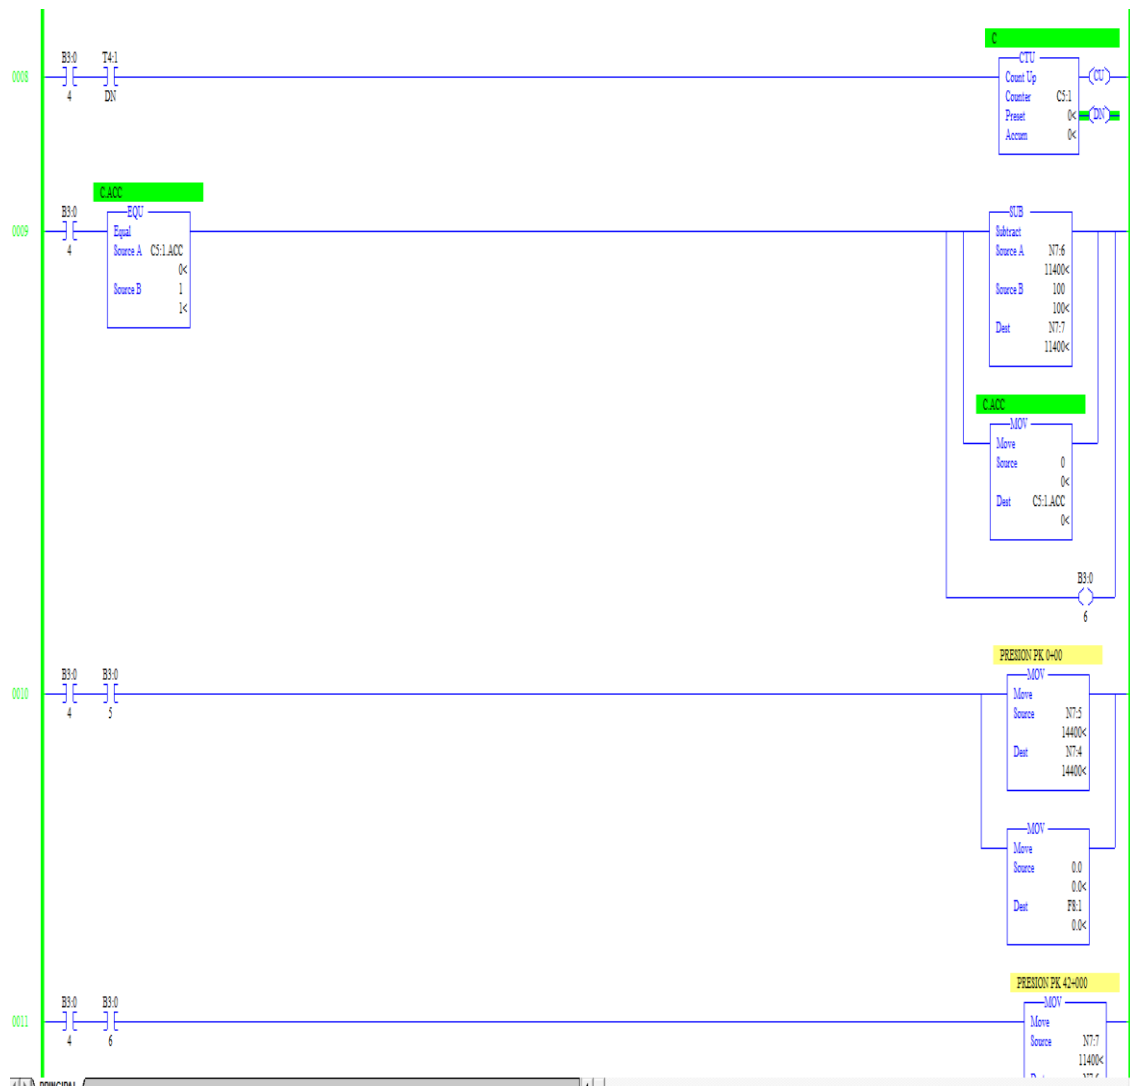 C
B3:0 T4:1
CTU
0008
Count Up
CU
4 DN
Counter C5:1
Preset 0<
DN
Accum 0<
C.ACC
B3:0
EQU
SUB
0009
Equal
Subtract
4
Source A C5:1.ACC
0<
Source B 1
1<
Source A N7:6
11400<
Source B 100
100<
Dest N7:7
11400<
C.ACC
MOV
Move
Source 0
0<
Dest C5:1.ACC
0<
B3:0
6
PRESION PK 0+00
B3:0 B3:0
MOV
0010
Move
4 5
Source N7:5
14400<
Dest N7:4
14400<
MOV
Move
Source 0.0
0.0<
Dest F8:1
0.0<
PRESION PK 42+000
B3:0 B3:0
MOV
0011
Move
4 6
Source N7:7
11400<